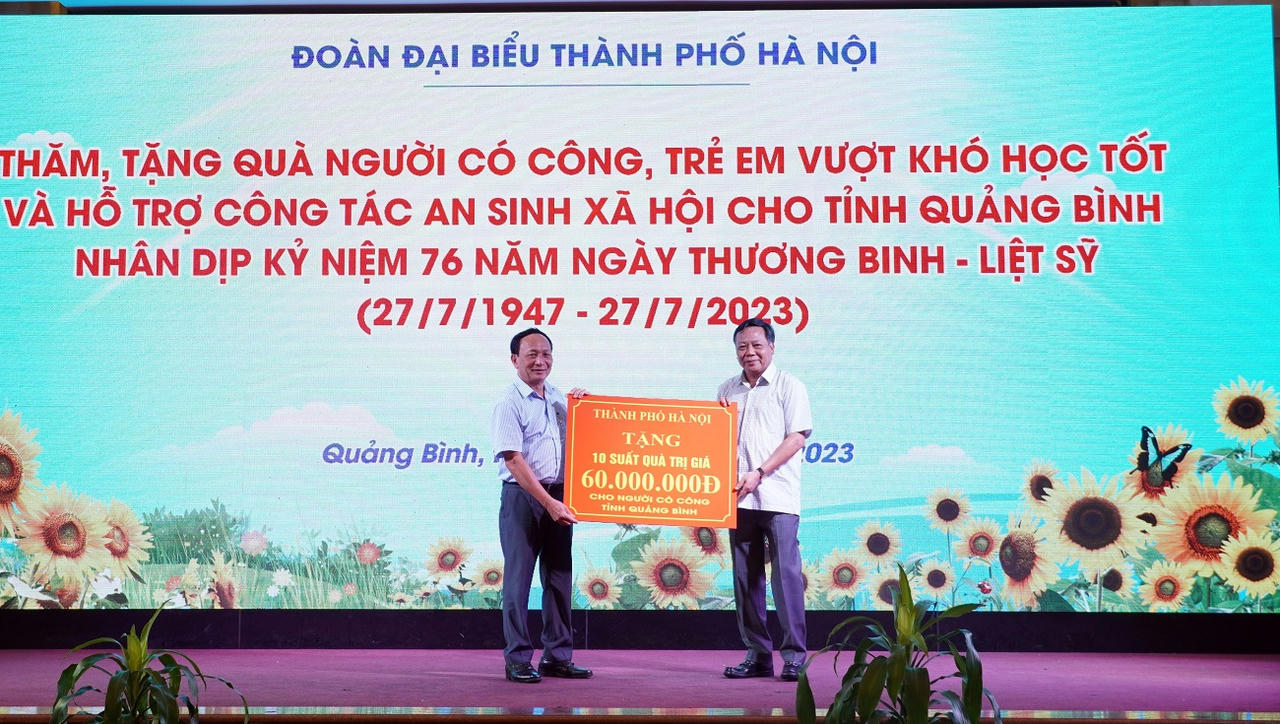 ĐOÀN ĐẠI BIỂU THÀNH PHỐ HÀ NỘI
THĂM, TẶNG QUÀ NGƯỜI CÓ CÔNG, TRẺ EM VƯỢT KHÓ HỌC TỐT
VÀ HỖ TRỢ CÔNG TÁC AN SINH XÃ HỘI CHO TỈNH QUẢNG BÌNH
NHÂN DỊP KỶ NIỆM 76 NĂM NGÀY THƯƠNG BINH - LIỆT SỸ
(27/7/1947 - 27/7/2023)
Quảng Bình, 2023
THÀNH PHỐ HÀ NỘI
TẶNG
10 SUẤT QUÀ TRỊ GIÁ
60.000.000Đ
CHO NGƯỜI CÓ CÔNG
TỈNH QUẢNG BÌNH